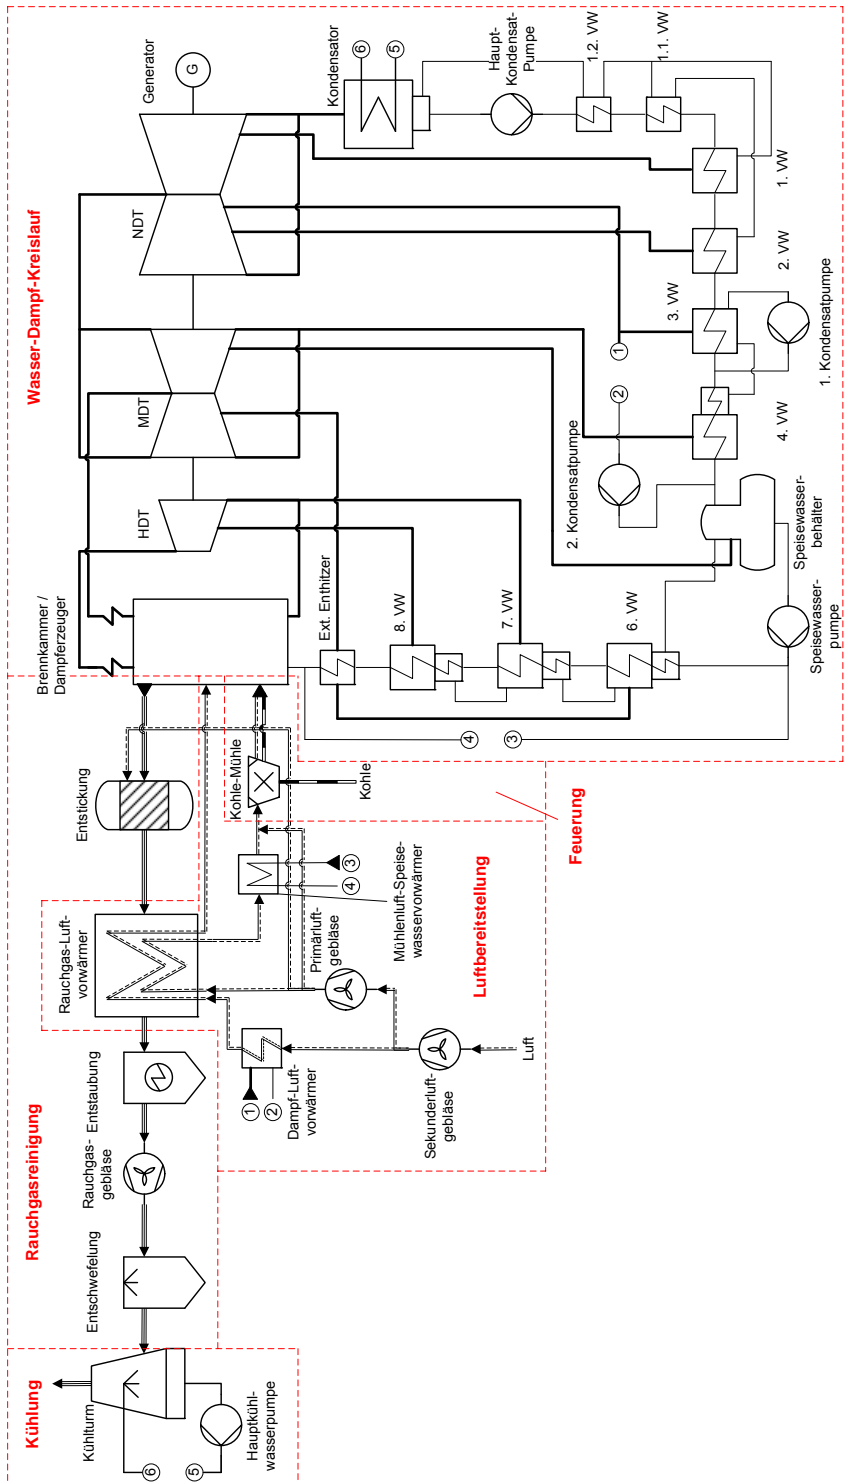 Kühlung
Kühlturm
6
5
Hauptkühl-
wasserpumpe
Rauchgasreinigung
Entschwefelung
Rauchgas-
gebläse
Entstaubung
Rauchgas-Luft-
vorwärmer
Entstickung
Luftbereitstellung
Dampf-Luft-
vorwärmer
1
2
Sekunderluft-
gebläse
Luft
Primärluft-
gebläse
Mühlenluft-Speise-
wasservorwärmer
4
3
Feuerung
Kohle-Mühle
Kohle
Wasser-Dampf-Kreislauf
Brennkammer /
Dampferzeuger
HDT
MDT
NDT
Generator
G
Kondensator
6
5
Haupt-
Kondensat-
Pumpe
1.2. VW
1.1. VW
1. VW
2. VW
3. VW
1
1. Kondensatpumpe
4. VW
2
2. Kondensatpumpe
Speisewasser-
behälter
Speisewasser-
pumpe
6. VW
7. VW
8. VW
Ext. Enthitzer
4
3